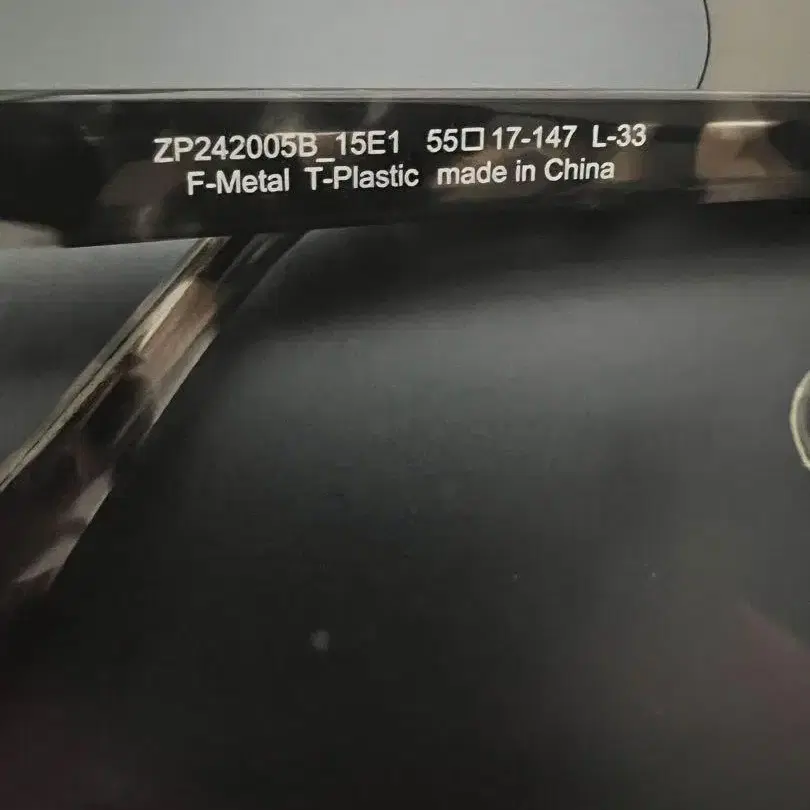 ZP242005B_15E1 55□17-147 L-33
F-Metal T-Plastic made in China